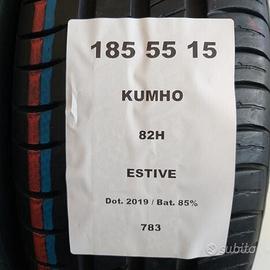 185 55 15
KUMHO
82H
ESTIVE
Dot. 2019 / Bat. 85%
783
subito